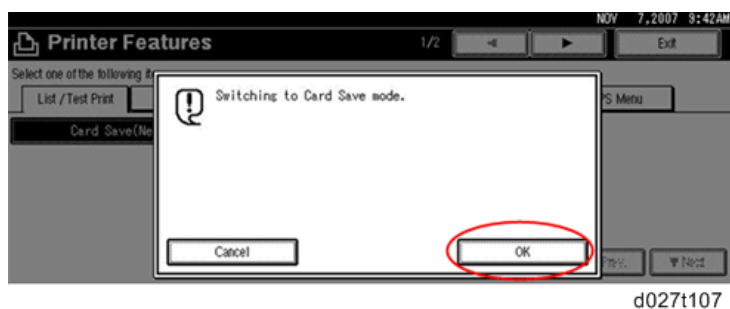 NOV 7,2007 9:42AM
Printer Features
1/2
Exit
Select one of the following it
List /Test Print
PS Menu
Card Save(Ne
Switching to Card Save mode.
Cancel
OK
Prev.
▼Next
d027t107